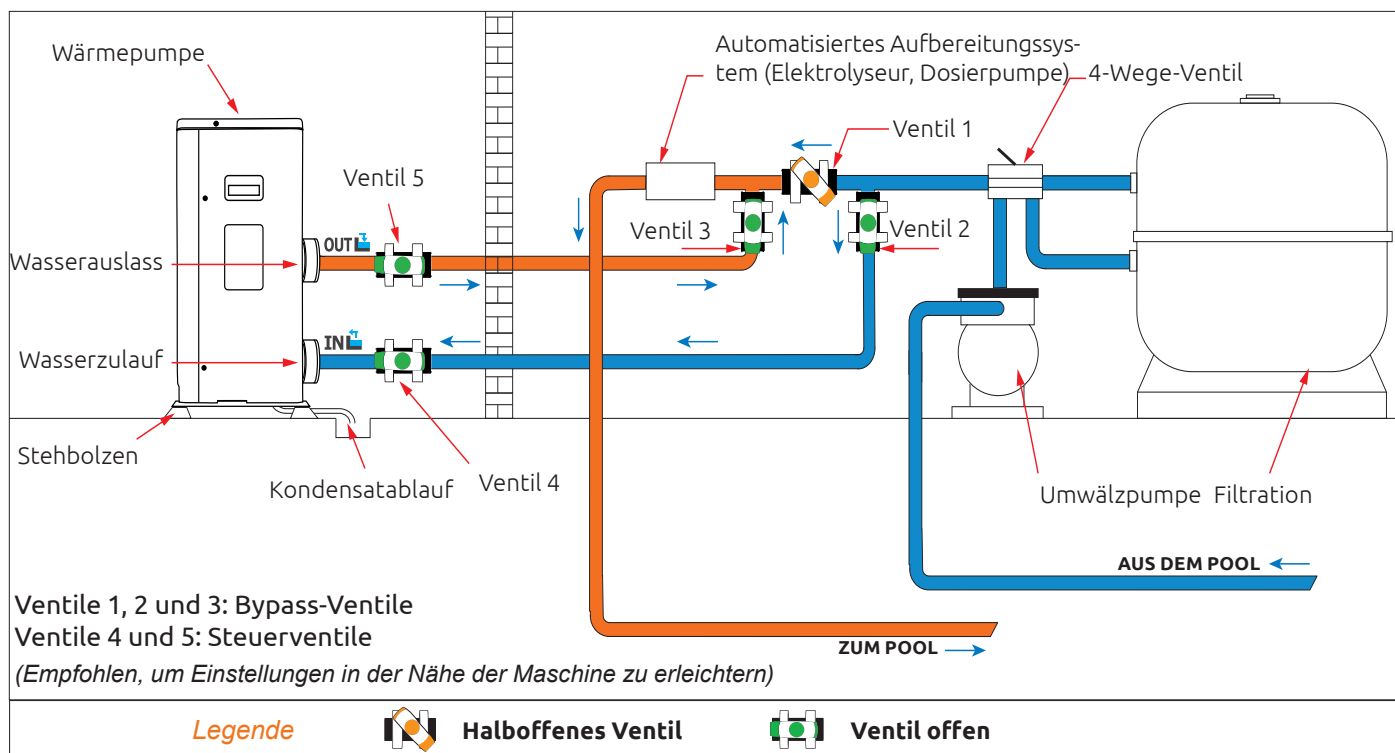 Wärmepumpe
Automatisiertes Aufbereitungssys-
tem (Elektrolyseur, Dosierpumpe)
4-Wege-Ventil
Ventil 1
Ventil 5
Ventil 3
Ventil 2
OUT
Wasserauslass
IN
Wasserzulauf
Stehbolzen
Kondensatablauf
Ventil 4
Umwälzpumpe
Filtration
AUS DEM POOL
Ventile 1, 2 und 3: Bypass-Ventile
Ventile 4 und 5: Steuerventile
(Empfohlen, um Einstellungen in der Nähe der Maschine zu erleichtern)
ZUM POOL
Legende
Halboffenes Ventil
Ventil offen